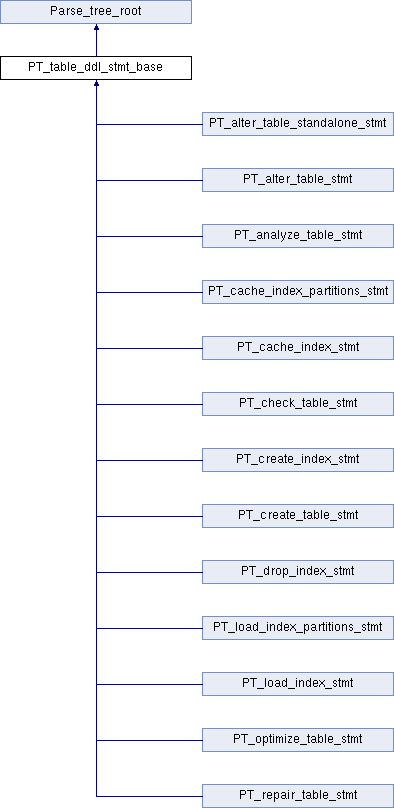 Parse_tree_root
PT_table_ddl_stmt_base
PT_alter_table_standalone_stmt
PT_alter_table_stmt
PT_analyze_table_stmt
PT_cache_index_partitions_stmt
PT_cache_index_stmt
PT_check_table_stmt
PT_create_index_stmt
PT_create_table_stmt
PT_drop_index_stmt
PT_load_index_partitions_stmt
PT_load_index_stmt
PT_optimize_table_stmt
PT_repair_table_stmt